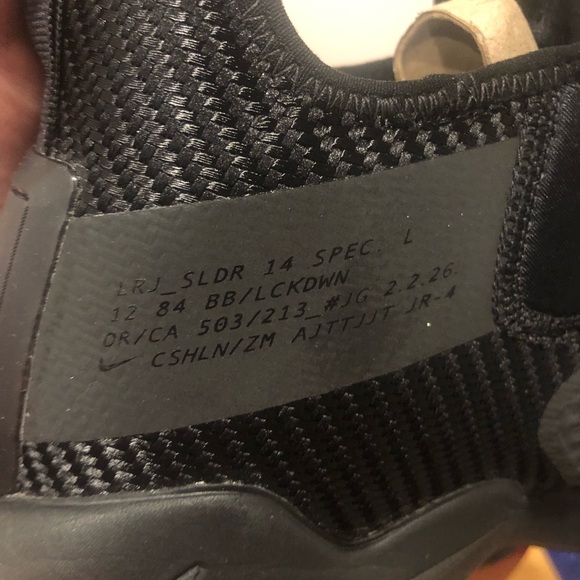 LRJ_SLDR 14 SPEC. L
12 84 BB/LCKDWN
OR/CA 503/213_#JG 2.2.26.
CSHLN/ZM AJTTJJT JR-4